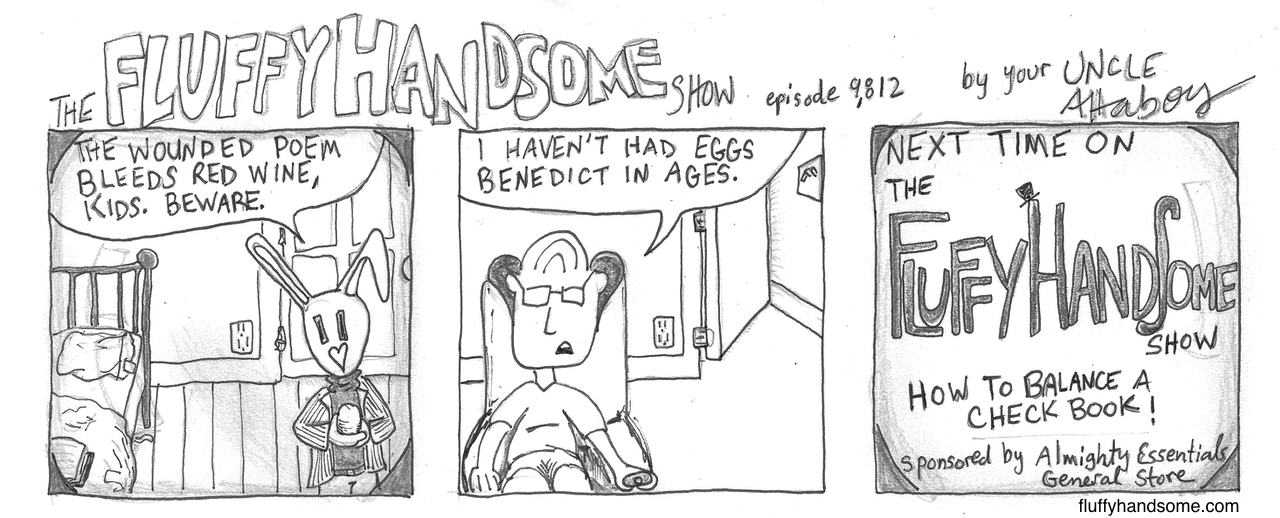 THE FLUFFYHANDSOME SHOW episode 9,812 by your UNCLE
Attaboy
THE WOUNDED POEM
BLEEDS RED WINE,
KIDS. BEWARE.
I HAVEN'T HAD EGGS
BENEDICT IN AGES.
NEXT TIME ON
THE
FLUFFYHANDSOME
SHOW
HOW TO BALANCE A
CHECK BOOK!
sponsored by Almighty Essentials
General Store
fluffyhandsome.com